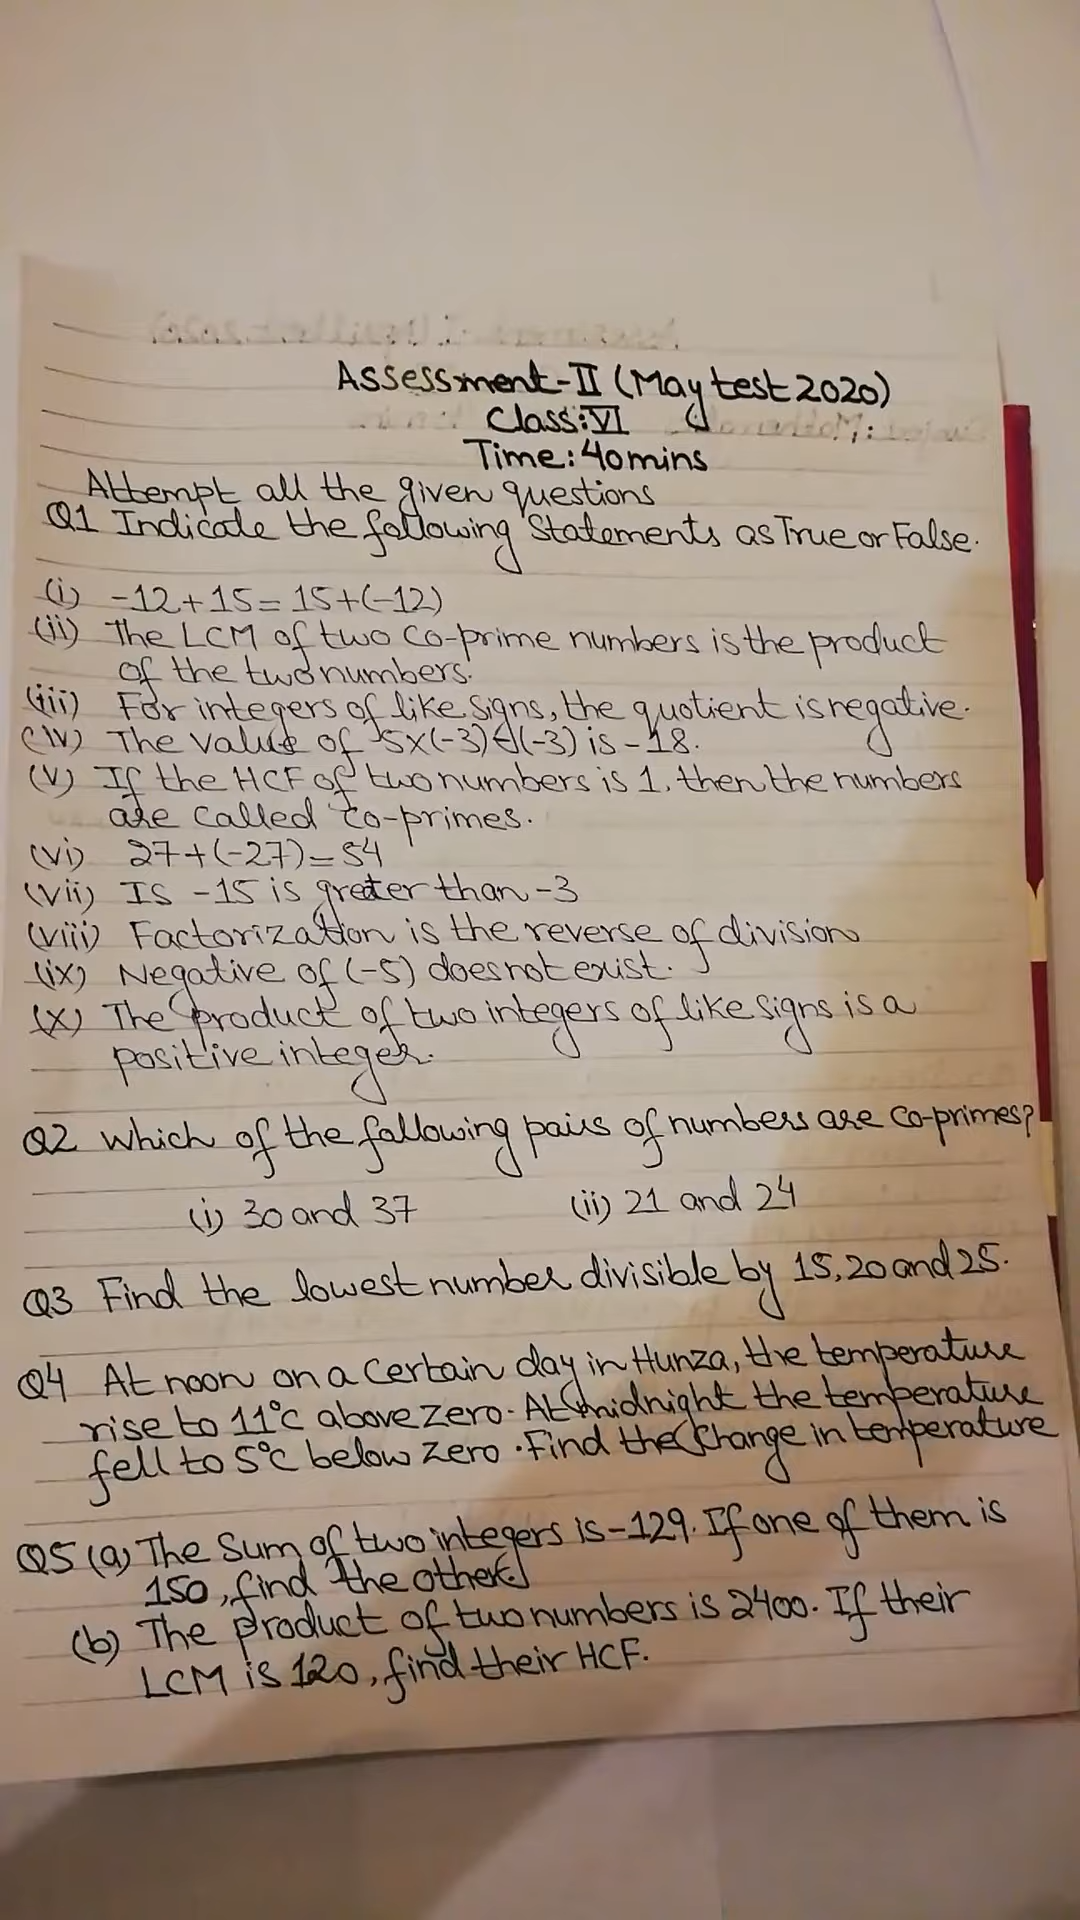 Assessment-II (May test 2020)
Class:VI
Time: 40mins
Attempt all the given questions
Q1 Indicate the following Statements as True or False.
(i) -12+15=15+(-12)
(ii) The LCM of two co-prime numbers is the product
of the two numbers.
(iii) For integers of like signs, the quotient is negative.
(iv) The value of 5x(-3) (-3) is -18.
(v) If the HCF of two numbers is 1, then the numbers
are called co-primes.
(vi) 27+(-27)=54
(vii) Is -15 is greter than -3
(viii) Factorization is the reverse of division
(ix) Negative of (-5) does not exist.
(x) The product of two integers of like signs is a
positive integer.
Q2 which of the following pairs of numbers are co-primes?
(i) 30 and 37 (ii) 21 and 24
Q3 Find the lowest number divisible by 15, 20 and 25.
Q4 At noon on a certain day in Hunza, the temperature
rise to 11°c above zero. At midnight the temperature
fell to 5°c below zero. Find the change in temperature
Q5 (a) The Sum of two integers is -129. If one of them is
150, find the other.
(b) The product of two numbers is 2400. If their
LCM is 120, find their HCF.